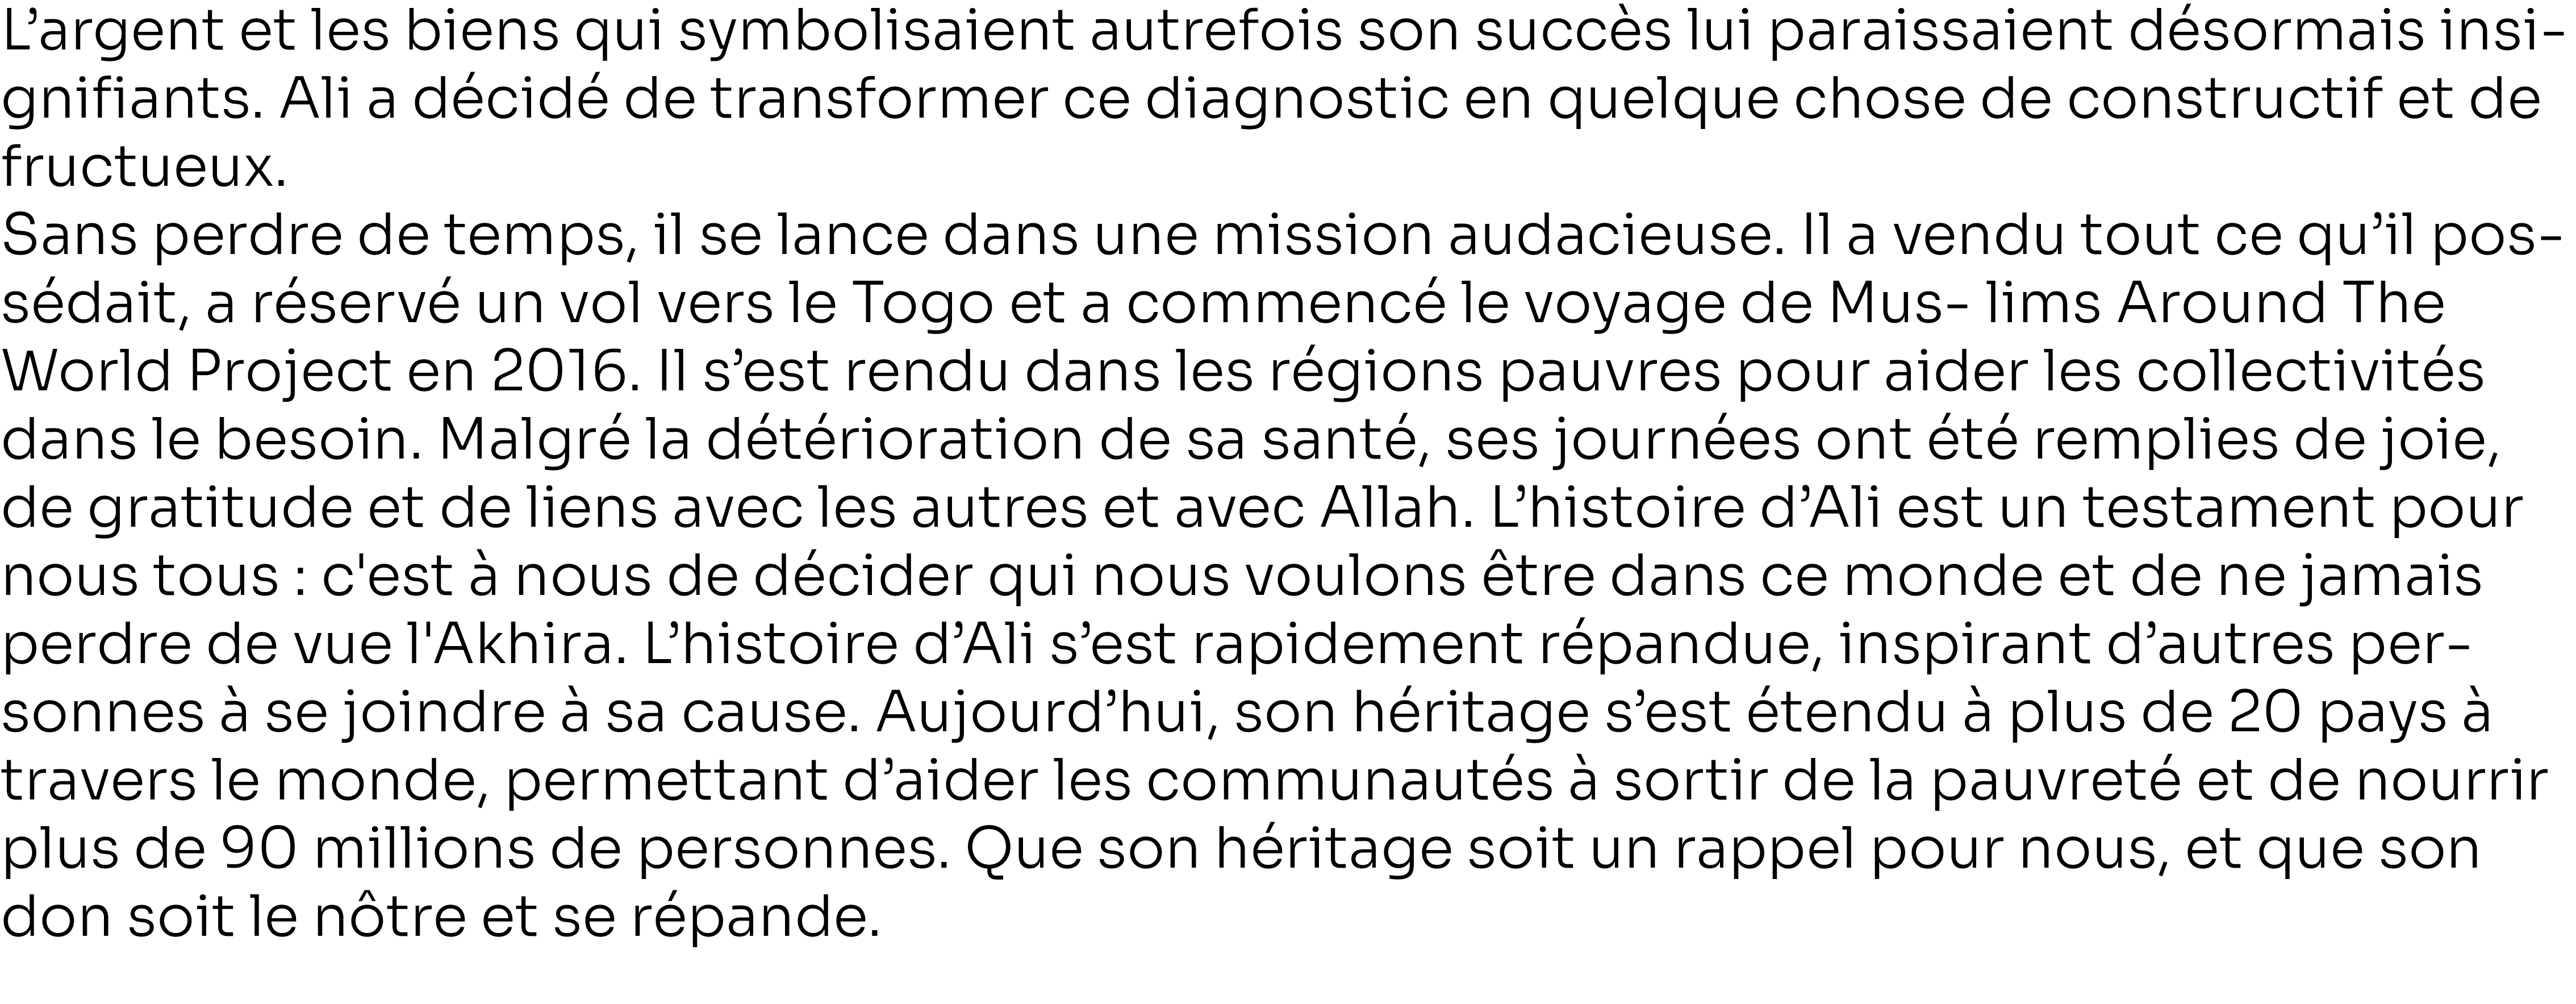 L’argent et les biens qui symbolisaient autrefois son succès lui paraissaient désormais insi-
gnifiants. Ali a décidé de transformer ce diagnostic en quelque chose de constructif et de
fructueux.
Sans perdre de temps, il se lance dans une mission audacieuse. Il a vendu tout ce qu’il pos-
sédait, a réservé un vol vers le Togo et a commencé le voyage de Mus- lims Around The
World Project en 2016. Il s’est rendu dans les régions pauvres pour aider les collectivités
dans le besoin. Malgré la détérioration de sa santé, ses journées ont été remplies de joie,
de gratitude et de liens avec les autres et avec Allah. L’histoire d’Ali est un testament pour
nous tous : c'est à nous de décider qui nous voulons être dans ce monde et de ne jamais
perdre de vue l'Akhira. L’histoire d’Ali s’est rapidement répandue, inspirant d’autres per-
sonnes à se joindre à sa cause. Aujourd’hui, son héritage s’est étendu à plus de 20 pays à
travers le monde, permettant d’aider les communautés à sortir de la pauvreté et de nourrir
plus de 90 millions de personnes. Que son héritage soit un rappel pour nous, et que son
don soit le nôtre et se répande.